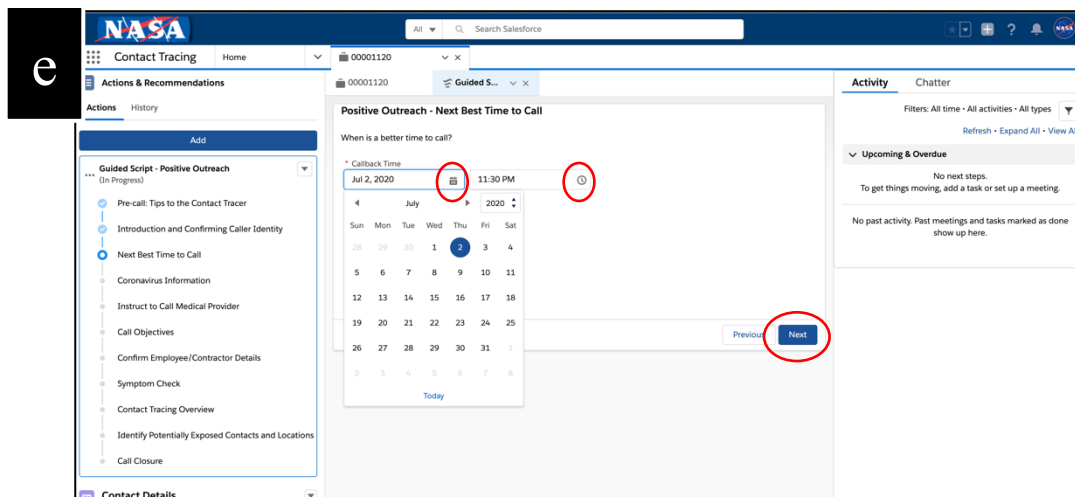 e
NASA
All
Search Salesforce
NASA
Contact Tracing
Home
00001120
Actions & Recommendations
Actions
History
Add
Guided Script - Positive Outreach
(In Progress)
Pre-call: Tips to the Contact Tracer
Introduction and Confirming Caller Identity
Next Best Time to Call
Coronavirus Information
Instruct to Call Medical Provider
Call Objectives
Confirm Employee/Contractor Details
Symptom Check
Contact Tracing Overview
Identify Potentially Exposed Contacts and Locations
Call Closure
Contact Details
00001120
Guided S...
Positive Outreach - Next Best Time to Call
When is a better time to call?
* Callback Time
Jul 2, 2020
11:30 PM
July
2020
Sun Mon Tue Wed Thu Fri Sat
28 29 30 1 2 3 4
5 6 7 8 9 10 11
12 13 14 15 16 17 18
19 20 21 22 23 24 25
26 27 28 29 30 31 1
2 3 4 5 6 7 8
Today
Previous
Next
Activity
Chatter
Filters: All time • All activities • All types
Refresh • Expand All • View Al
Upcoming & Overdue
No next steps.
To get things moving, add a task or set up a meeting.
No past activity. Past meetings and tasks marked as done
show up here.